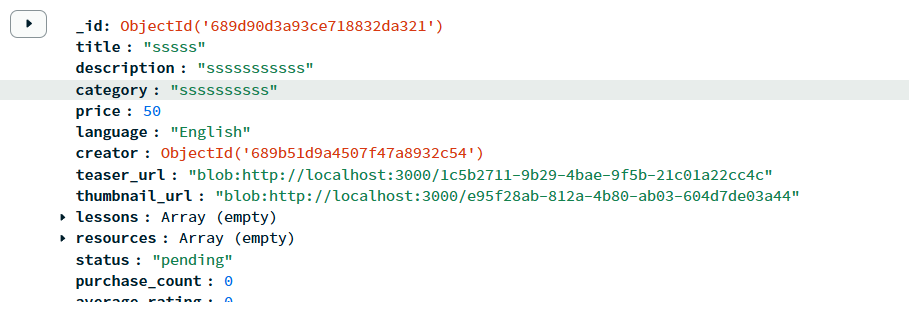 _id: ObjectId('689d90d3a93ce718832da321')
title : "sssss"
description : "sssssssssss"
category : "ssssssssss"
price : 50
language : "English"
creator : ObjectId('689b51d9a4507f47a8932c54')
teaser_url : "blob:http://localhost:3000/1c5b2711-9b29-4bae-9f5b-21c01a22cc4c"
thumbnail_url : "blob:http://localhost:3000/e95f28ab-812a-4b80-ab03-604d7de03a44"
lessons : Array (empty)
resources : Array (empty)
status : "pending"
purchase_count : 0
average_rating : 0